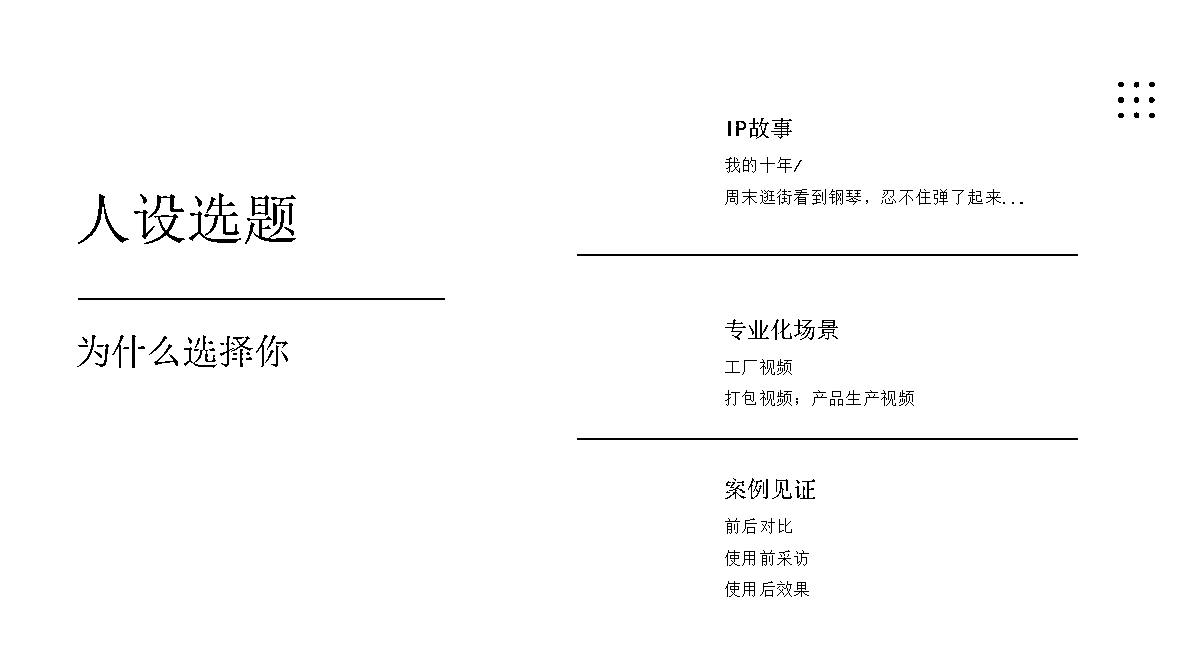 人设选题
为什么选择你
IP故事
我的十年/
周末逛街看到钢琴，忍不住弹了起来...
专业化场景
工厂视频
打包视频；产品生产视频
案例见证
前后对比
使用前采访
使用后效果